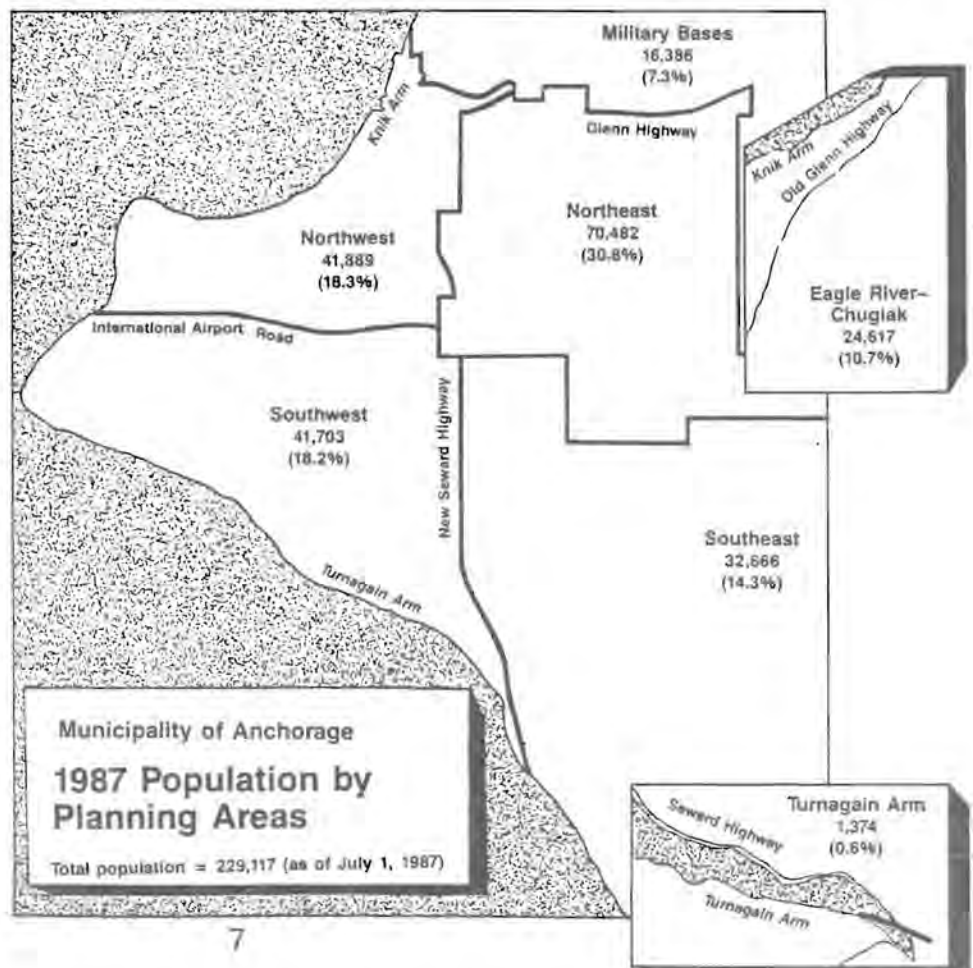 Military Bases
16,386
(7.3%)
Knik Arm
Glenn Highway
Knik Arm
Old Glenn Highway
Northwest
41,889
(18.3%)
Northeast
70,482
(30.8%)
Eagle River–
Chugiak
24,617
(10.7%)
International Airport Road
Southwest
41,703
(18.2%)
New Seward Highway
Southeast
32,666
(14.3%)
Turnagain Arm
Municipality of Anchorage
1987 Population by
Planning Areas
Total population = 229,117 (as of July 1, 1987)
Seward Highway
Turnagain Arm
1,374
(0.6%)
Turnagain Arm
7